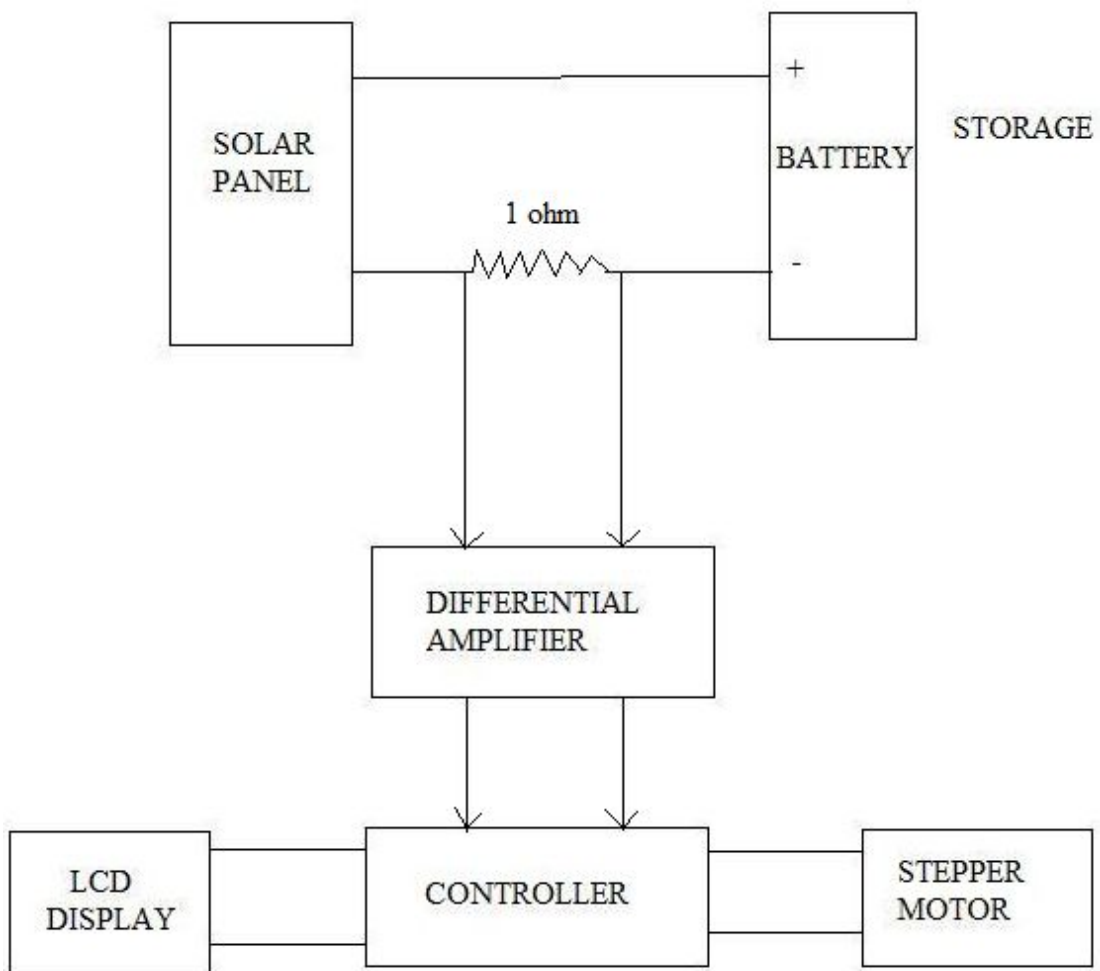 SOLAR
PANEL
+
BATTERY
-
STORAGE
1 ohm
DIFFERENTIAL
AMPLIFIER
LCD
DISPLAY
CONTROLLER
STEPPER
MOTOR